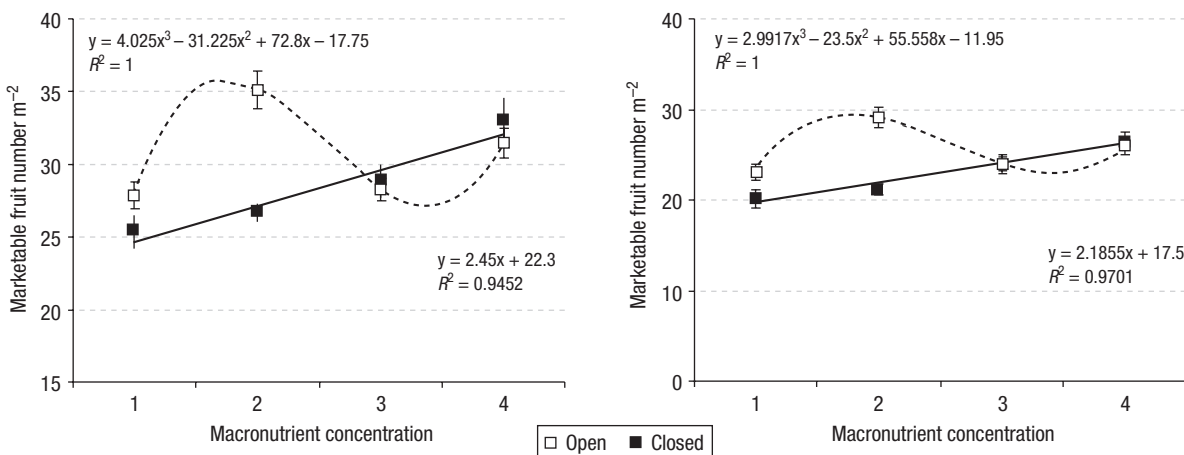 Marketable fruit number m⁻²
40
35
30
25
20
15
y = 4.025x³ – 31.225x² + 72.8x – 17.75
R² = 1
y = 2.45x + 22.3
R² = 0.9452
1 2 3 4
Macronutrient concentration
Marketable fruit number m⁻²
40
30
20
10
0
y = 2.9917x³ – 23.5x² + 55.558x – 11.95
R² = 1
y = 2.1855x + 17.5
R² = 0.9701
1 2 3 4
Macronutrient concentration
Open Closed